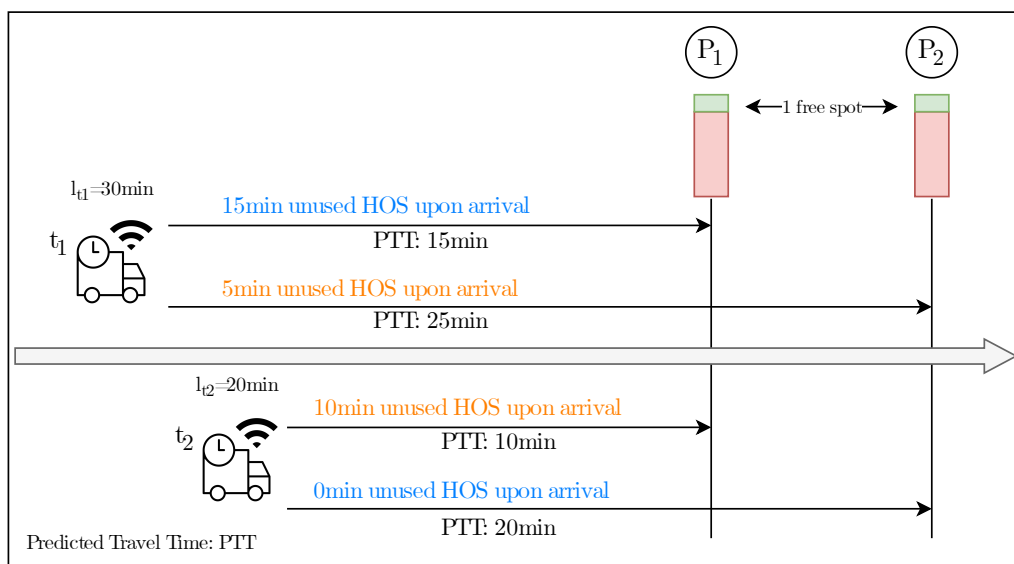 P₁
P₂
1 free spot
lₜ₁=30min
15min unused HOS upon arrival
PTT: 15min
t₁
5min unused HOS upon arrival
PTT: 25min
lₜ₂=20min
10min unused HOS upon arrival
PTT: 10min
t₂
0min unused HOS upon arrival
PTT: 20min
Predicted Travel Time: PTT